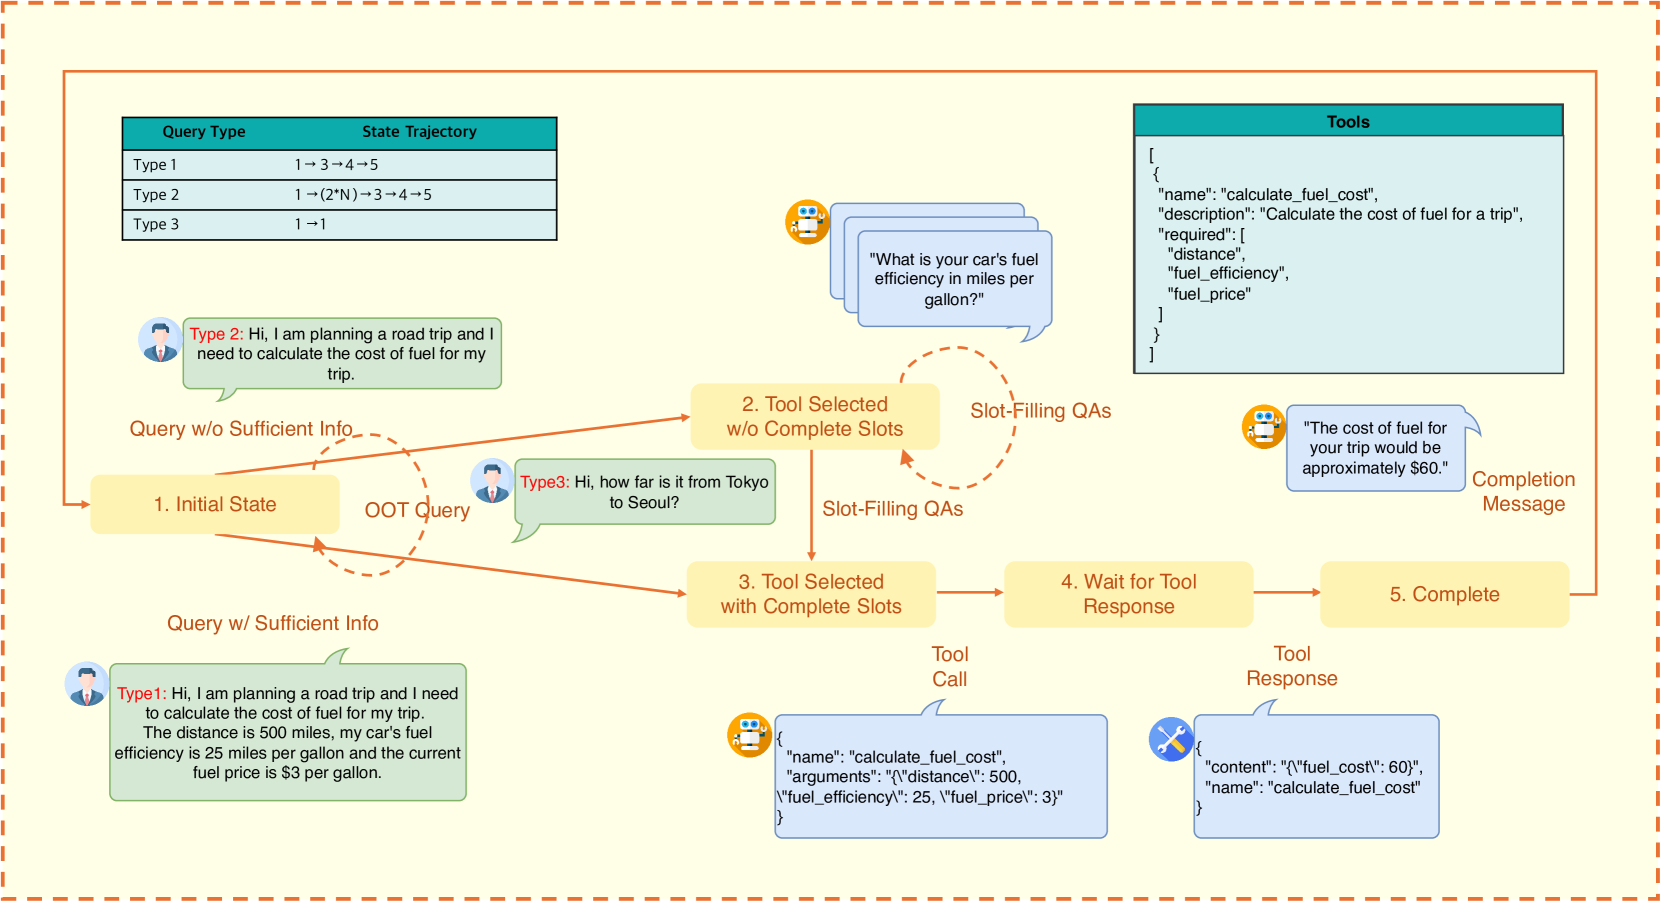 Query Type State Trajectory
Type 1 1→3→4→5
Type 2 1→(2*N)→3→4→5
Type 3 1→1
Tools
[
{
"name": "calculate_fuel_cost",
"description": "Calculate the cost of fuel for a trip",
"required": [
"distance",
"fuel_efficiency",
"fuel_price"
]
}
]
"What is your car's fuel
efficiency in miles per
gallon?"
Type 2: Hi, I am planning a road trip and I
need to calculate the cost of fuel for my
trip.
Query w/o Sufficient Info
2. Tool Selected
w/o Complete Slots
Slot-Filling QAs
"The cost of fuel for
your trip would be
approximately $60."
Completion
Message
1. Initial State
OOT Query
Type3: Hi, how far is it from Tokyo
to Seoul?
Slot-Filling QAs
3. Tool Selected
with Complete Slots
4. Wait for Tool
Response
5. Complete
Query w/ Sufficient Info
Type1: Hi, I am planning a road trip and I need
to calculate the cost of fuel for my trip.
The distance is 500 miles, my car's fuel
efficiency is 25 miles per gallon and the current
fuel price is $3 per gallon.
Tool
Call
{
"name": "calculate_fuel_cost",
"arguments": "{\"distance\": 500,
\"fuel_efficiency\": 25, \"fuel_price\": 3}"
}
Tool
Response
{
"content": "{\"fuel_cost\": 60}",
"name": "calculate_fuel_cost"
}